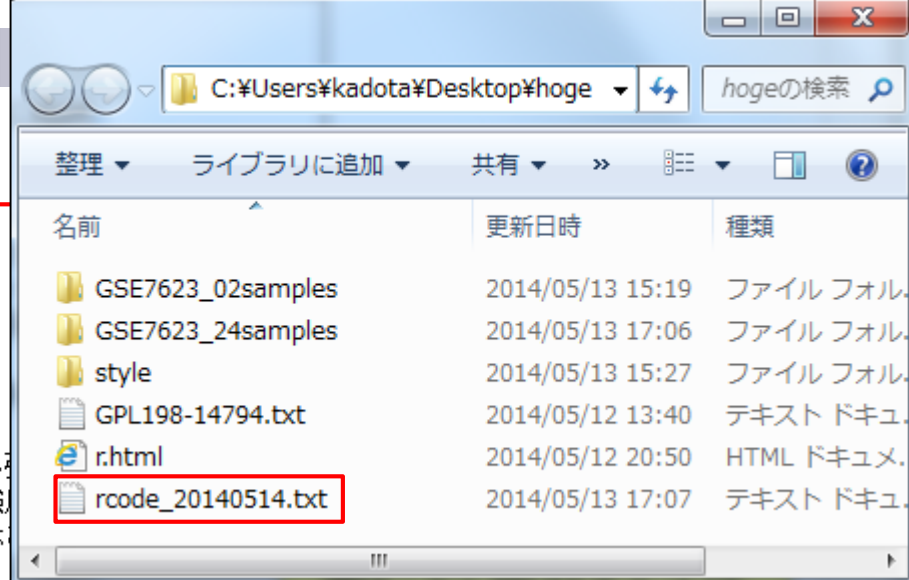 C:¥Users¥kadota¥Desktop¥hoge hogeの検索
整理 ライブラリに追加 共有 »
名前 更新日時 種類
GSE7623_02samples 2014/05/13 15:19 ファイル フォル
GSE7623_24samples 2014/05/13 17:06 ファイル フォル
style 2014/05/13 15:27 ファイル フォル
GPL198-14794.txt 2014/05/12 13:40 テキスト ドキュ
r.html 2014/05/12 20:50 HTML ドキュメ
rcode_20140514.txt 2014/05/13 17:07 テキスト ドキュ